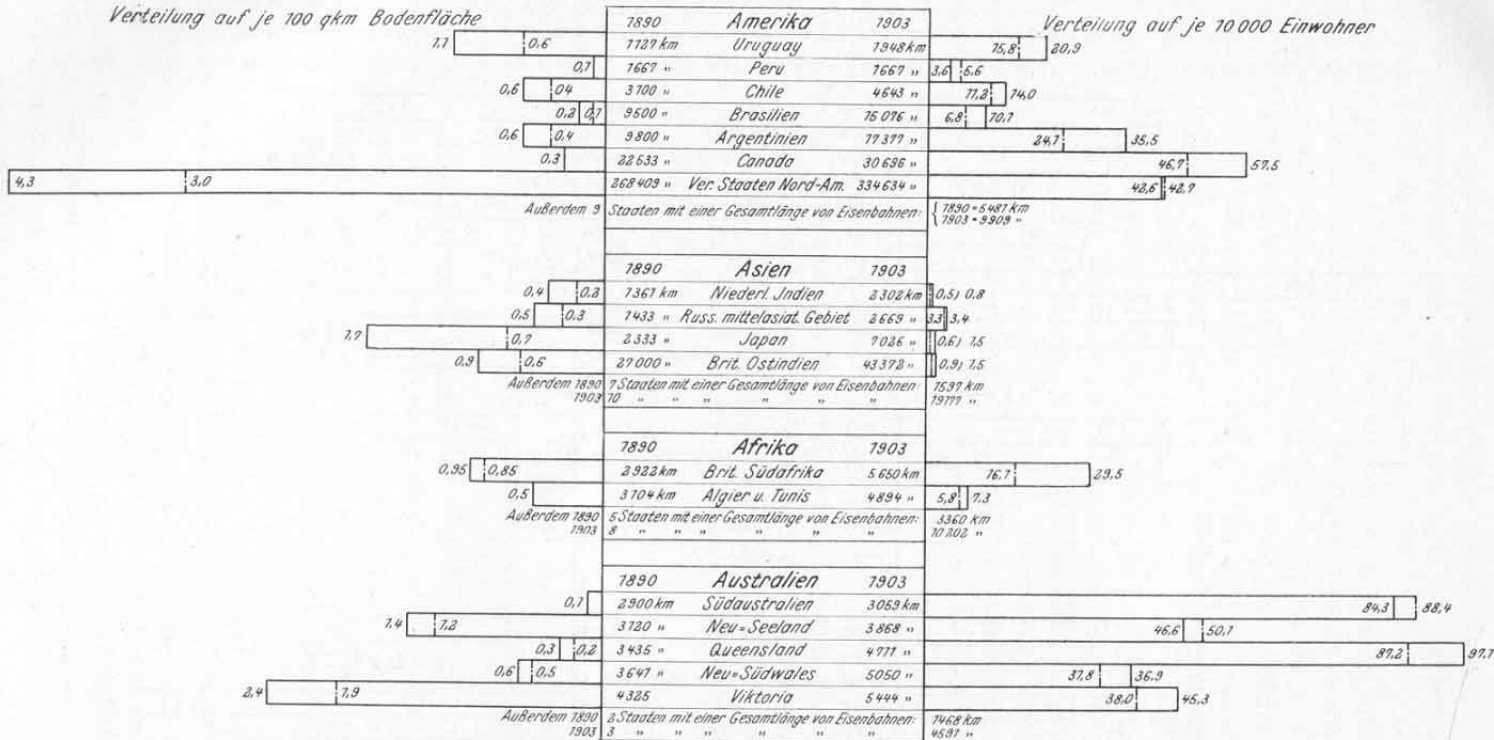 Verteilung auf je 100 qkm Bodenfläche
Verteilung auf je 10000 Einwohner
1890 Amerika 1903
1,1 0,6 1127 km Uruguay 1948 km 15,8 20,9
0,1 1667 „ Peru 1667 „ 3,6 5,6
0,6 04 3100 „ Chile 4643 „ 11,2 14,0
0,2 0,1 9500 „ Brasilien 15076 „ 6,8 10,7
0,6 0,4 9800 „ Argentinien 17377 „ 24,7 35,5
0,3 22533 „ Canada 30696 „ 46,7 57,5
4,3 3,0 268409 „ Ver. Staaten Nord-Am. 334634 „ 42,6 42,7
Außerdem 9 Staaten mit einer Gesamtlänge von Eisenbahnen: { 1890 = 5487 km
1903 = 9909 „
1890 Asien 1903
0,4 0,2 1361 km Niederl. Indien 2302 km 0,5) 0,8
0,5 0,3 1433 „ Russ. mittelasiat. Gebiet 2669 „ 3,3 3,4
1,7 0,7 2333 „ Japan 7026 „ 0,6) 1,5
0,9 0,6 27000 „ Brit. Ostindien 43372 „ 0,9) 1,5
Außerdem 1890 7 Staaten mit einer Gesamtlänge von Eisenbahnen: 1597 km
1903 10 „ „ „ „ „ „ 19177 „
1890 Afrika 1903
0,95 0,85 2922 km Brit. Südafrika 5650 km 16,1 29,5
0,5 3104 km Algier u. Tunis 4894 „ 5,8 7,3
Außerdem 1890 5 Staaten mit einer Gesamtlänge von Eisenbahnen: 3360 km
1903 8 „ „ „ „ „ „ 10202 „
1890 Australien 1903
0,1 2900 km Südaustralien 3059 km 84,3 88,4
1,4 1,2 3120 „ Neu=Seeland 3868 „ 46,6 50,1
0,3 0,2 3435 „ Queensland 4711 „ 87,2 97,1
0,6 0,5 3647 „ Neu=Südwales 5050 „ 31,8 36,9
2,4 1,9 4325 Viktoria 5444 „ 38,0 45,3
Außerdem 1890 2 Staaten mit einer Gesamtlänge von Eisenbahnen: 1468 km
1903 3 „ „ „ „ „ „ 4597 „